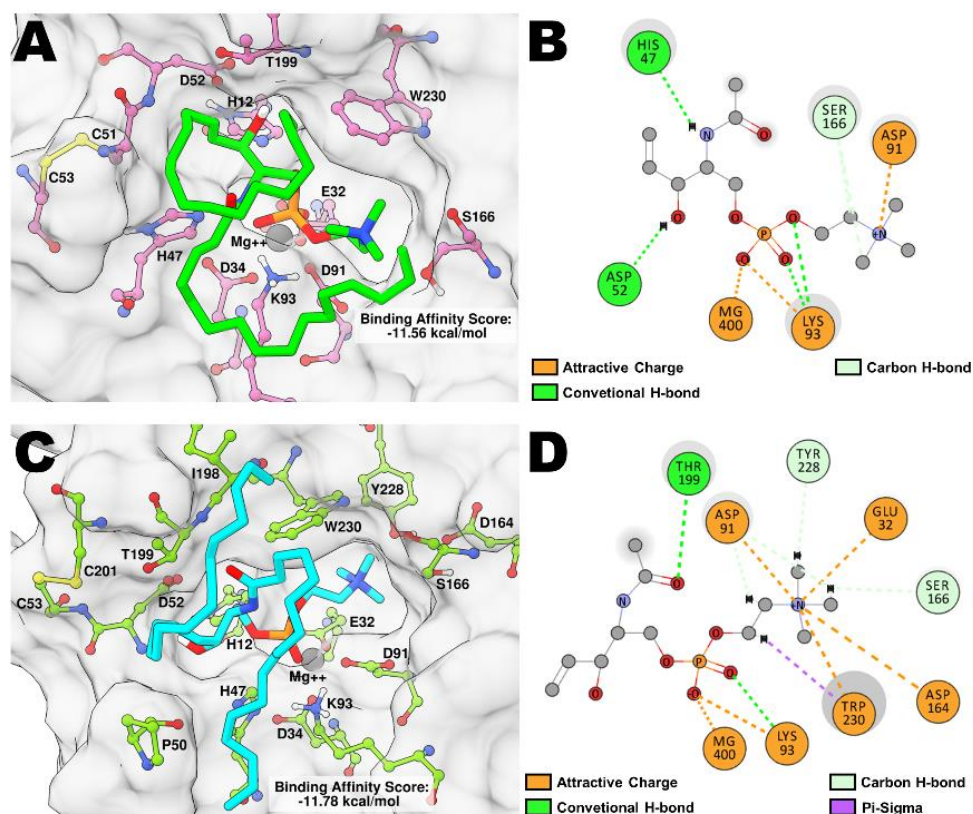 A
T199
D52
W230
H12
C51
C53
E32
S166
Mg++
H47
D34
D91
K93
Binding Affinity Score:
-11.56 kcal/mol
B
HIS
47
SER
166
ASP
91
N
O
O
O
O
+N
P
O
O
ASP
52
MG
400
LYS
93
Attractive Charge
Carbon H-bond
Convetional H-bond
C
I198
Y228
W230
D164
T199
C201
S166
C53
D52
E32
H12
D91
Mg++
H47
K93
P50
D34
Binding Affinity Score:
-11.78 kcal/mol
D
TYR
228
THR
199
ASP
91
GLU
32
SER
166
O
N
+N
O
O
P
O
O
-O
ASP
164
TRP
230
MG
400
LYS
93
Attractive Charge
Carbon H-bond
Convetional H-bond
Pi-Sigma